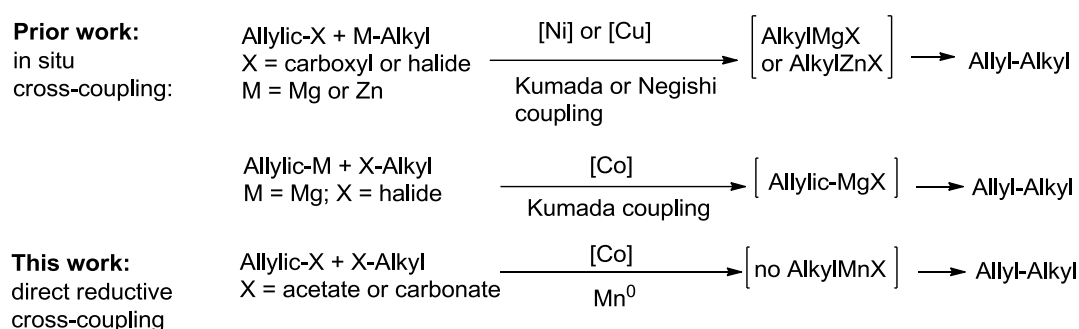 Prior work:
in situ
cross-coupling:
Allylic-X + M-Alkyl
X = carboxyl or halide
M = Mg or Zn
[Ni] or [Cu]
Kumada or Negishi
coupling
[AlkylMgX
or AlkylZnX]
Allyl-Alkyl
Allylic-M + X-Alkyl
M = Mg; X = halide
[Co]
Kumada coupling
[Allylic-MgX]
Allyl-Alkyl
This work:
direct reductive
cross-coupling
Allylic-X + X-Alkyl
X = acetate or carbonate
[Co]
Mn⁰
[no AlkylMnX]
Allyl-Alkyl